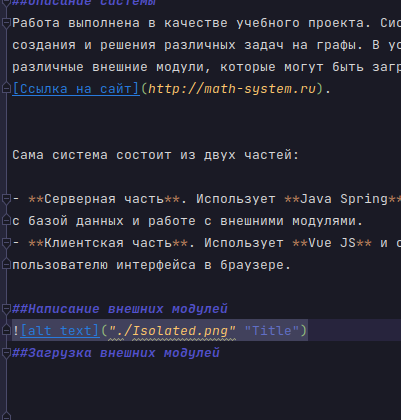 ##Описание системы
Работа выполнена в качестве учебного проекта. Сис
создания и решения различных задач на графы. В ус
различные внешние модули, которые могут быть загр
[Ссылка на сайт](http://math-system.ru).
Сама система состоит из двух частей:
- **Серверная часть**. Использует **Java Spring**
с базой данных и работе с внешними модулями.
- **Клиентская часть**. Использует **Vue JS** и о
пользователю интерфейса в браузере.
##Написание внешних модулей
![alt text]("./Isolated.png" "Title")
##Загрузка внешних модулей